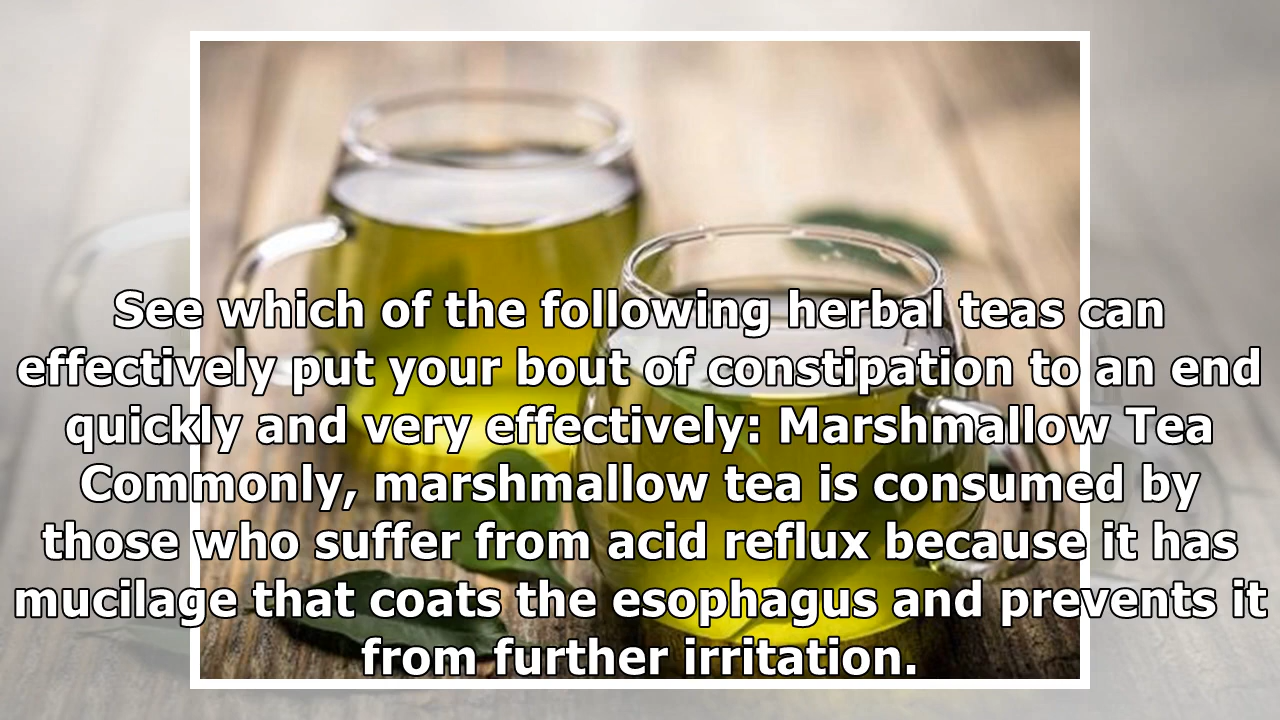 See which of the following herbal teas can
effectively put your bout of constipation to an end
quickly and very effectively: Marshmallow Tea
Commonly, marshmallow tea is consumed by
those who suffer from acid reflux because it has
mucilage that coats the esophagus and prevents it
from further irritation.